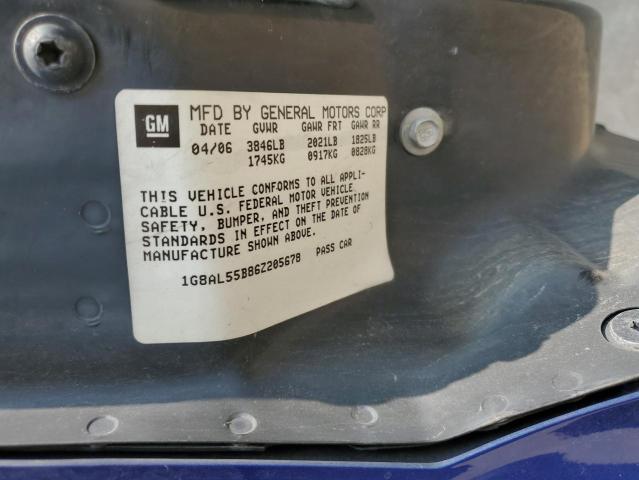 GM
MFD BY GENERAL MOTORS CORP
DATE GVWR GAWR FRT GAWR RR
04/06 3846LB 2021LB 1825LB
1745KG 0917KG 0828KG
THIS VEHICLE CONFORMS TO ALL APPLI-
CABLE U.S. FEDERAL MOTOR VEHICLE
SAFETY, BUMPER, AND THEFT PREVENTION
STANDARDS IN EFFECT ON THE DATE OF
MANUFACTURE SHOWN ABOVE.
1G8AL55B86Z205678 PASS CAR